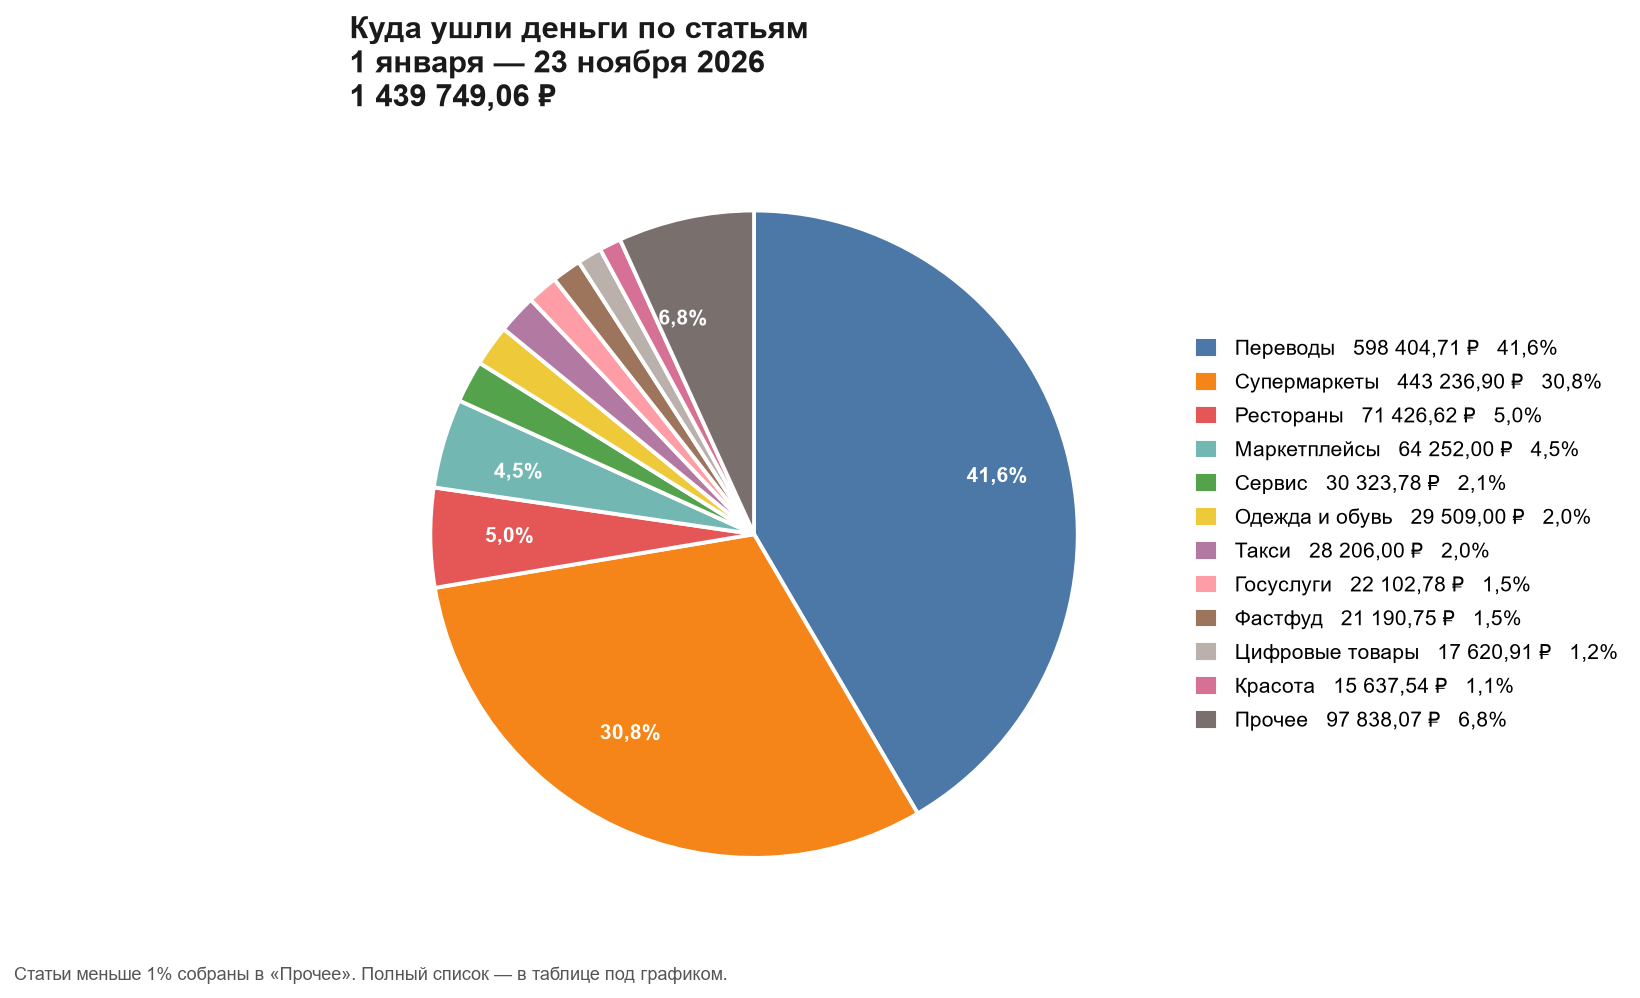 Куда ушли деньги по статьям
1 января — 23 ноября 2026
1 439 749,06 ₽
6,8%
41,6%
4,5%
5,0%
30,8%
Переводы 598 404,71 ₽ 41,6%
Супермаркеты 443 236,90 ₽ 30,8%
Рестораны 71 426,62 ₽ 5,0%
Маркетплейсы 64 252,00 ₽ 4,5%
Сервис 30 323,78 ₽ 2,1%
Одежда и обувь 29 509,00 ₽ 2,0%
Такси 28 206,00 ₽ 2,0%
Госуслуги 22 102,78 ₽ 1,5%
Фастфуд 21 190,75 ₽ 1,5%
Цифровые товары 17 620,91 ₽ 1,2%
Красота 15 637,54 ₽ 1,1%
Прочее 97 838,07 ₽ 6,8%
Статьи меньше 1% собраны в «Прочее». Полный список — в таблице под графиком.